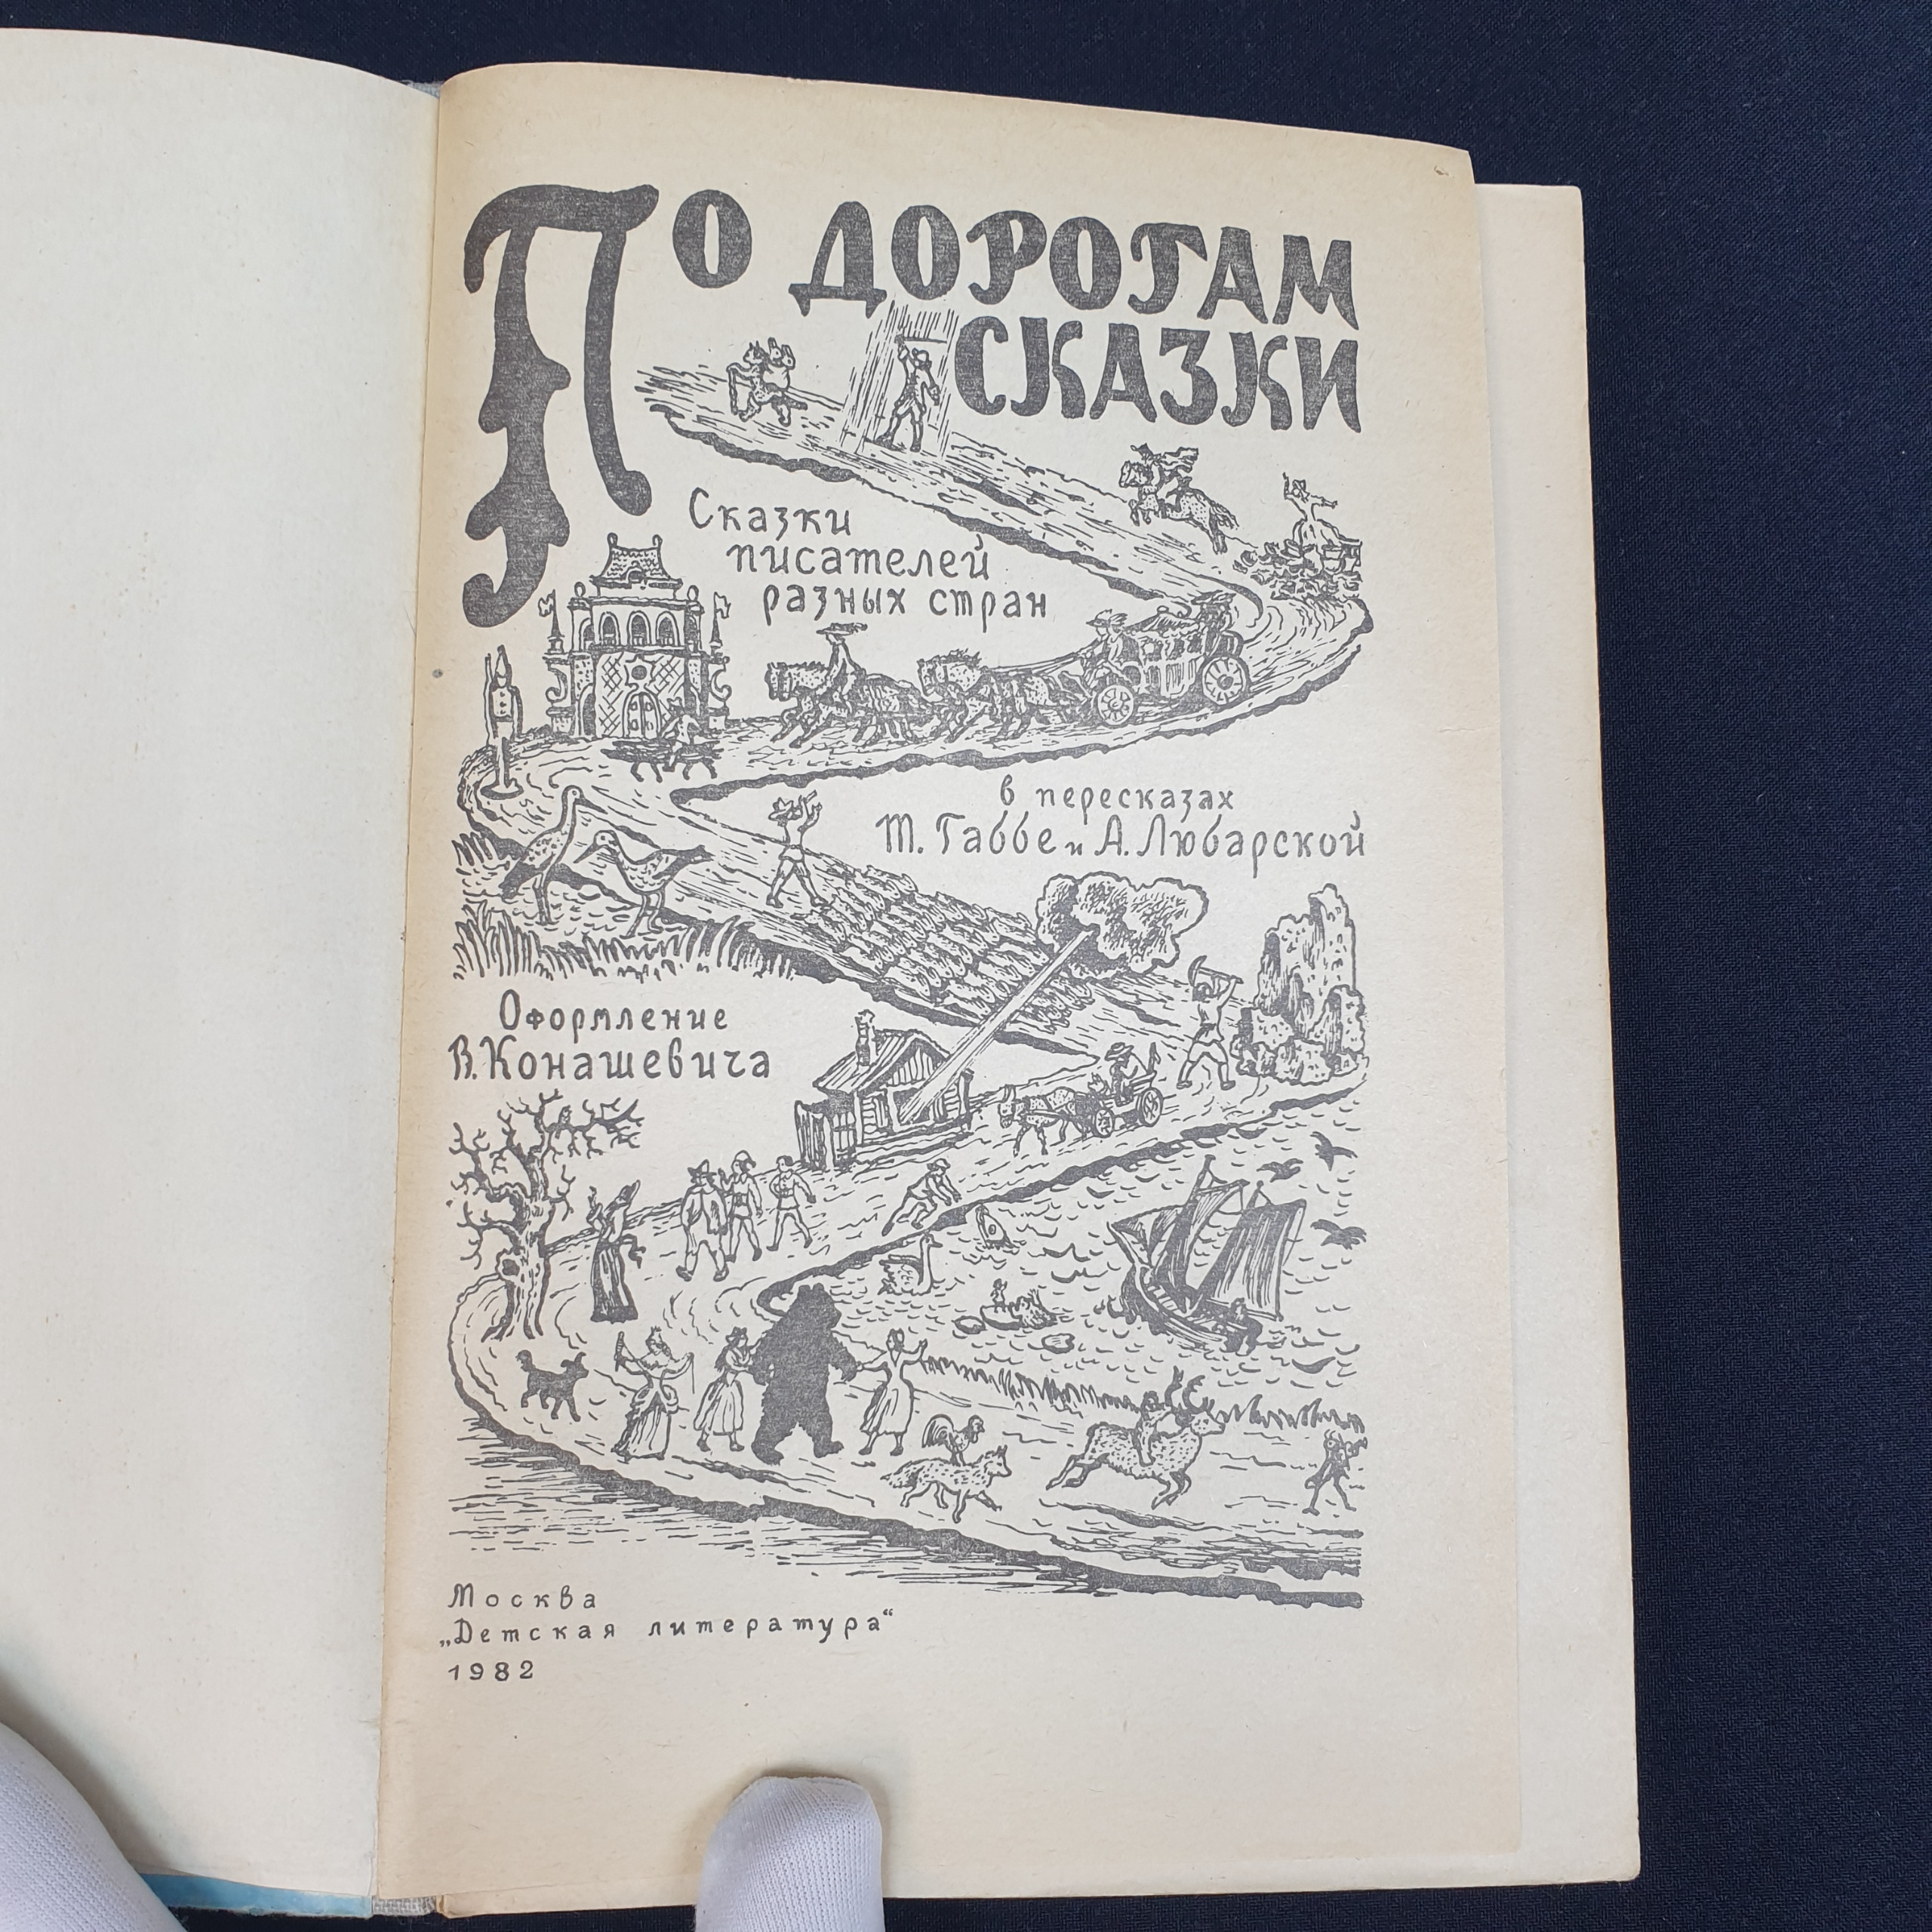 По дорогам
сказки
Сказки
писателей
разных стран
в пересказах
Т. Габбе и А. Любарской
Оформление
В. Конашевича
Москва
„Детская литература“
1982